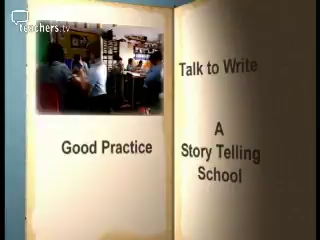 teachers.tv
Good Practice
Talk to Write
A
Story Telling
School